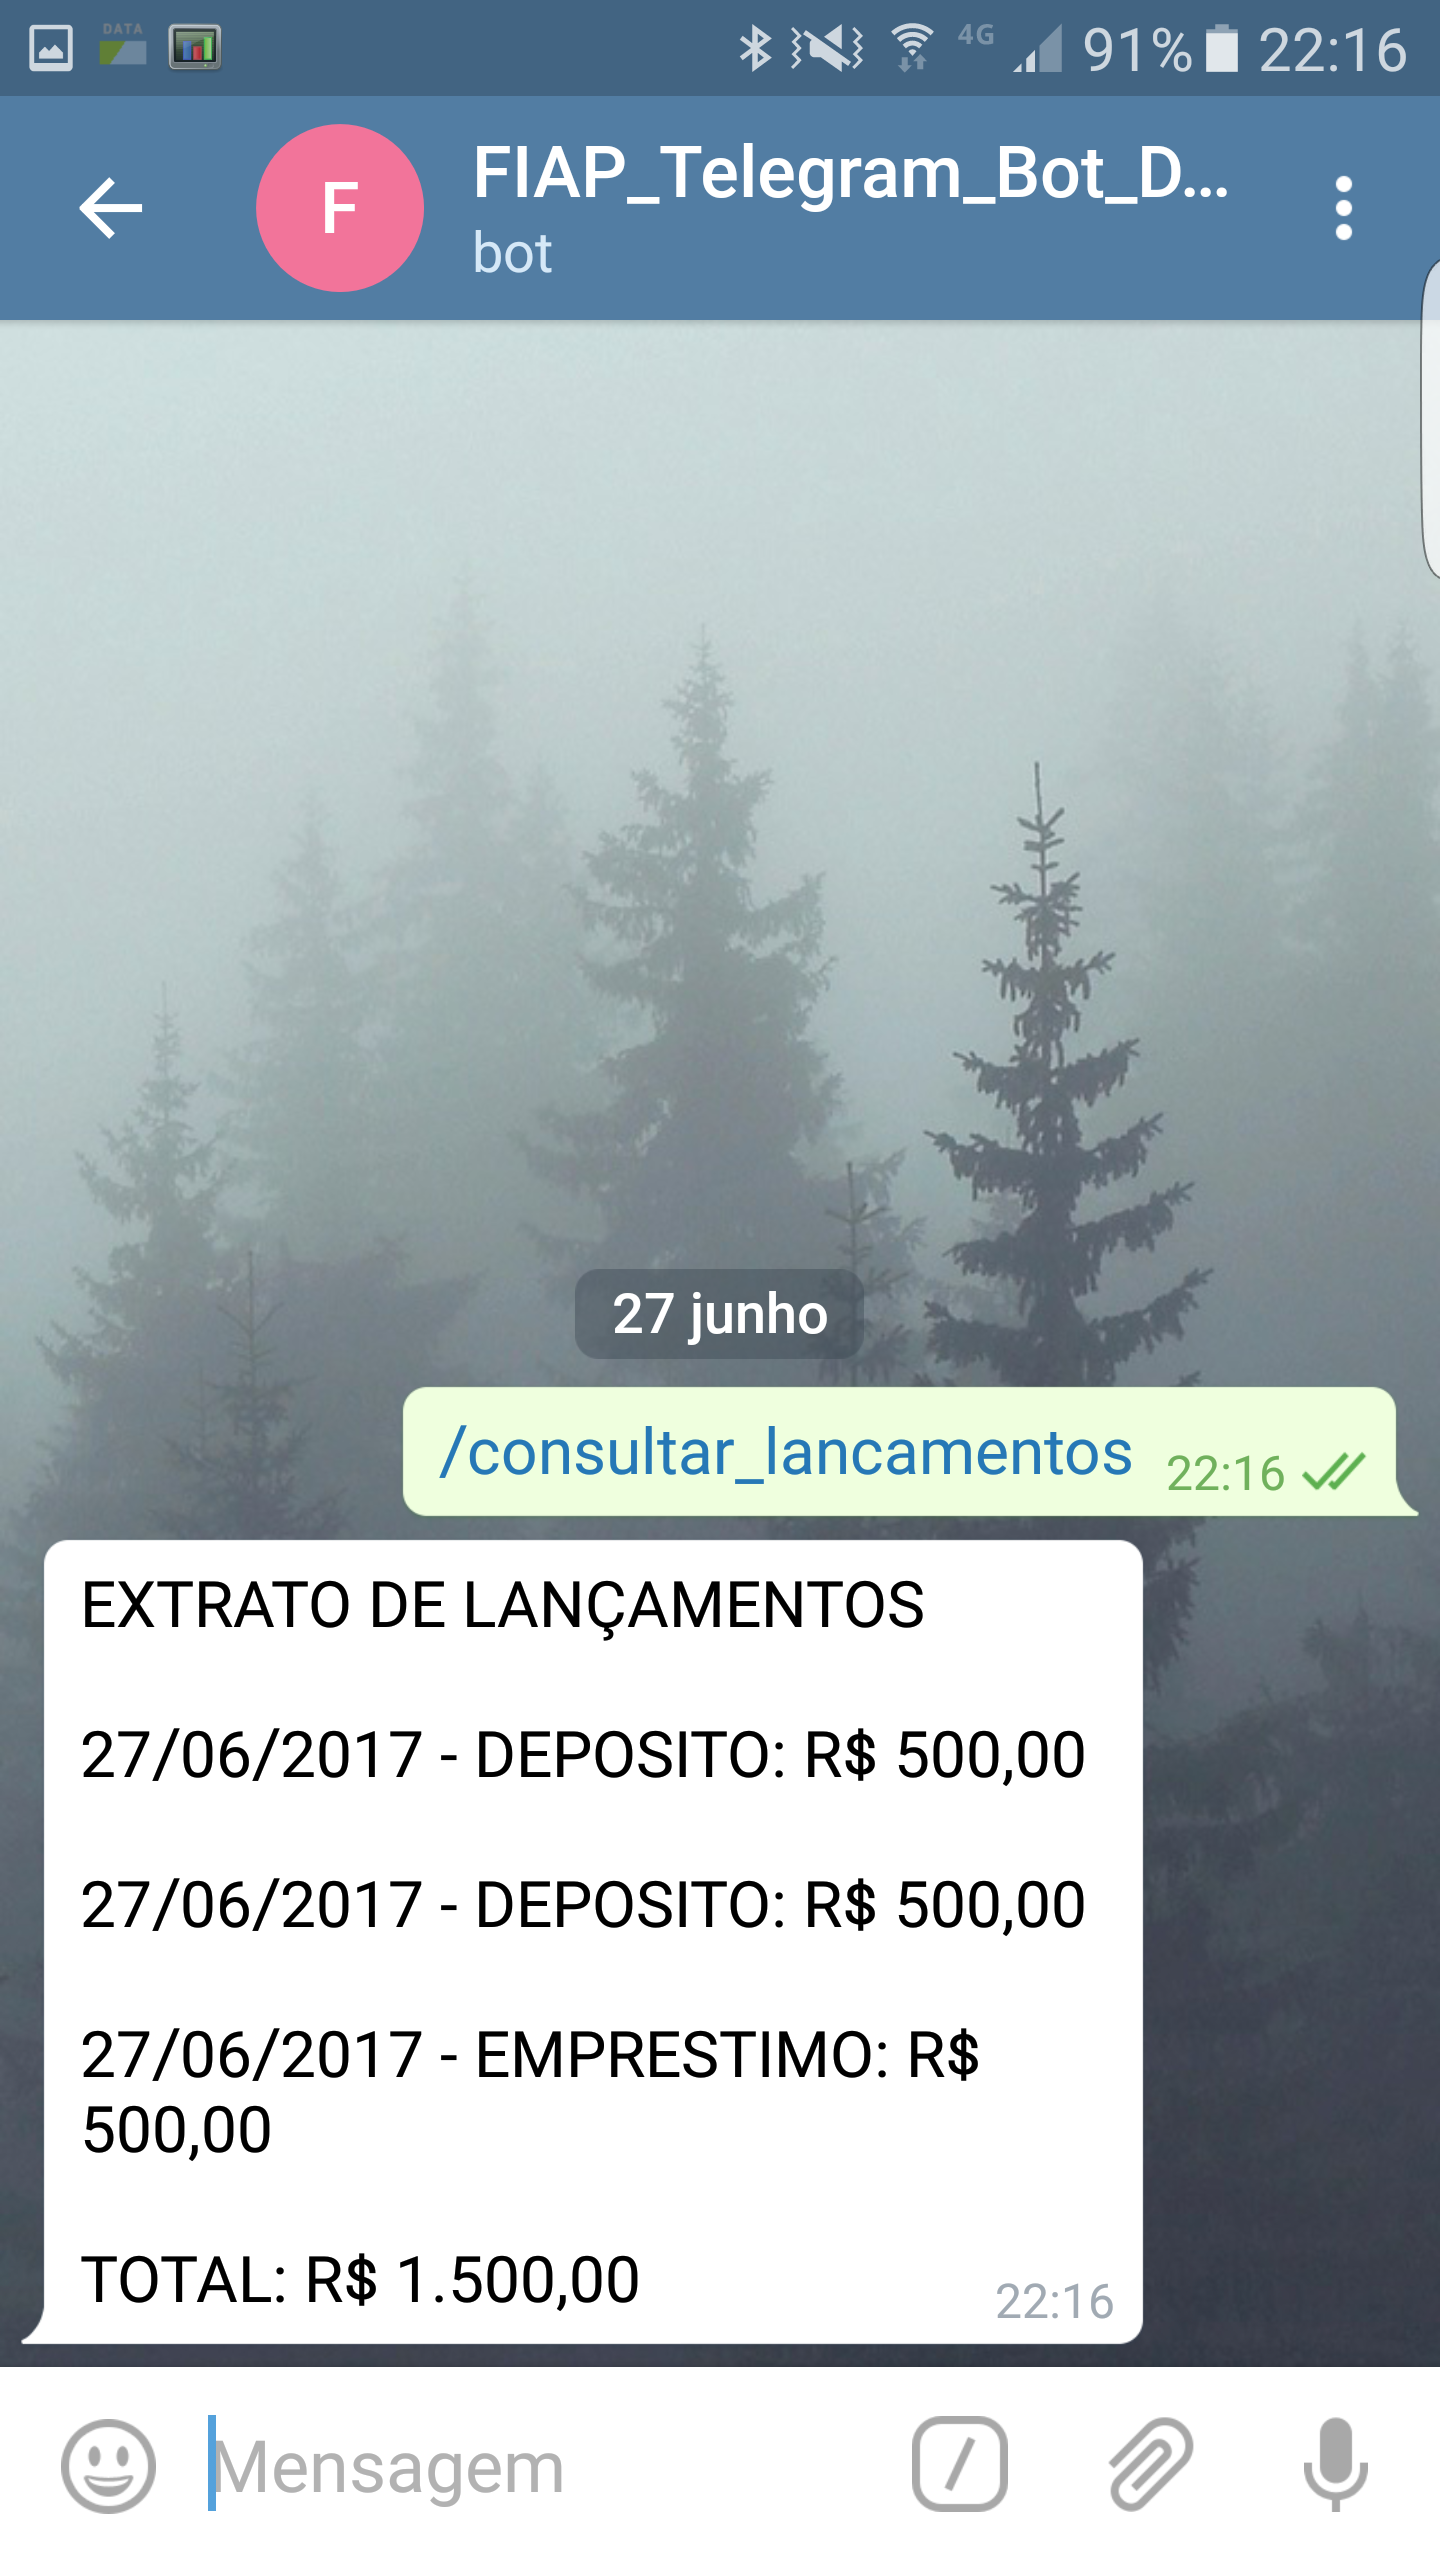 DATA
4G
91%
22:16
F
FIAP_Telegram_Bot_D...
bot
27 junho
/consultar_lancamentos
22:16
EXTRATO DE LANÇAMENTOS
27/06/2017 - DEPOSITO: R$ 500,00
27/06/2017 - DEPOSITO: R$ 500,00
27/06/2017 - EMPRESTIMO: R$
500,00
TOTAL: R$ 1.500,00
22:16
Mensagem